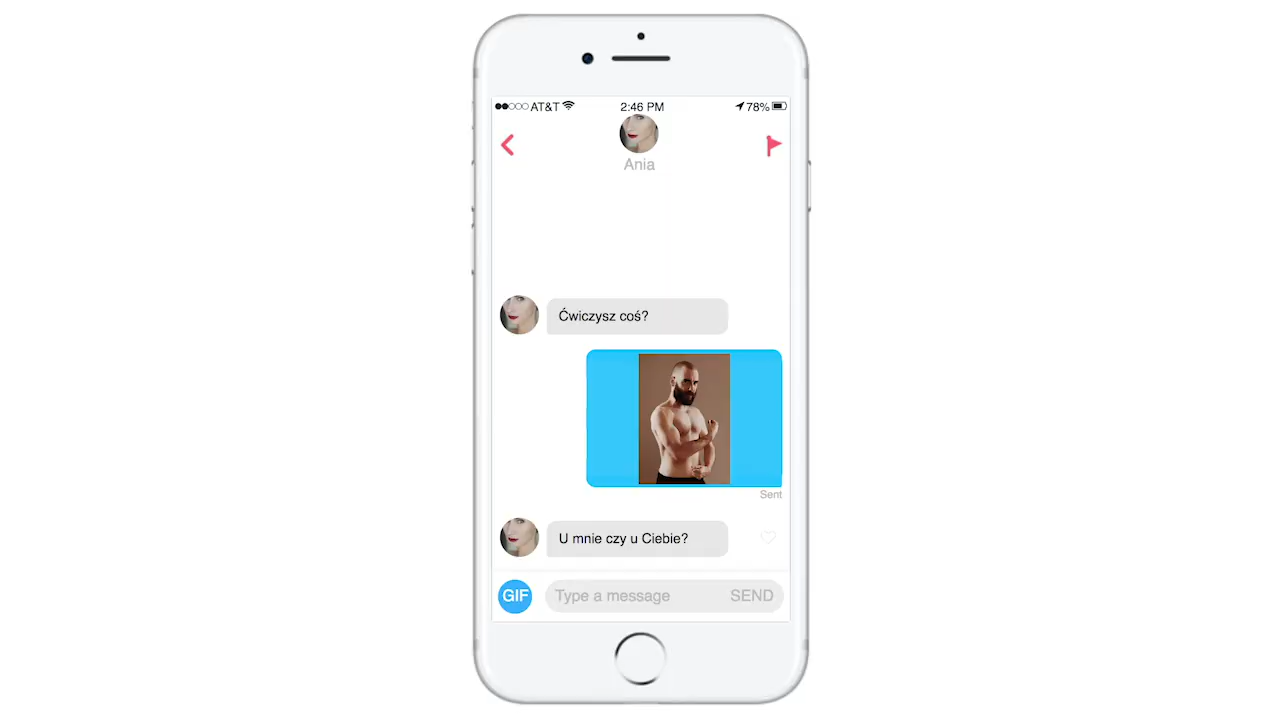 AT&T 2:46 PM 78%
Ania
Ćwiczysz coś?
Sent
U mnie czy u Ciebie?
GIF Type a message SEND